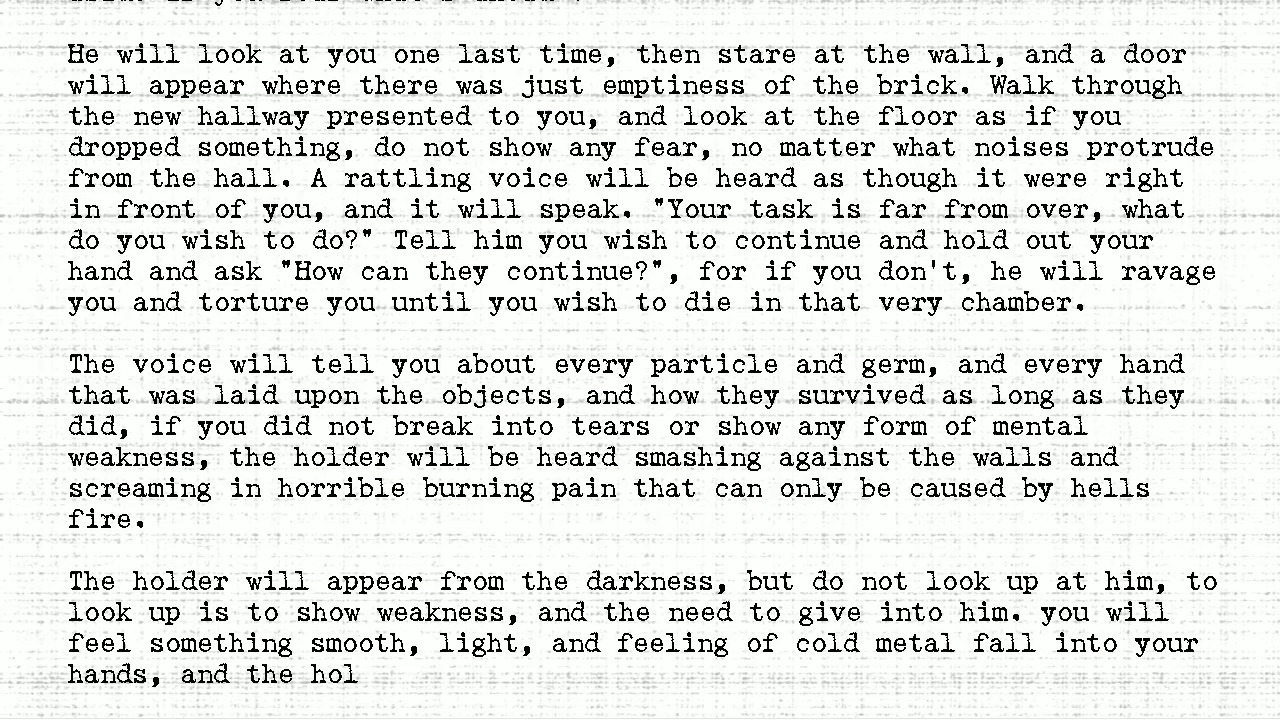 He will look at you one last time, then stare at the wall, and a door
will appear where there was just emptiness of the brick. Walk through
the new hallway presented to you, and look at the floor as if you
dropped something, do not show any fear, no matter what noises protrude
from the hall. A rattling voice will be heard as though it were right
in front of you, and it will speak. "Your task is far from over, what
do you wish to do?" Tell him you wish to continue and hold out your
hand and ask "How can they continue?", for if you don't, he will ravage
you and torture you until you wish to die in that very chamber.
The voice will tell you about every particle and germ, and every hand
that was laid upon the objects, and how they survived as long as they
did, if you did not break into tears or show any form of mental
weakness, the holder will be heard smashing against the walls and
screaming in horrible burning pain that can only be caused by hells
fire.
The holder will appear from the darkness, but do not look up at him, to
look up is to show weakness, and the need to give into him. you will
feel something smooth, light, and feeling of cold metal fall into your
hands, and the hol